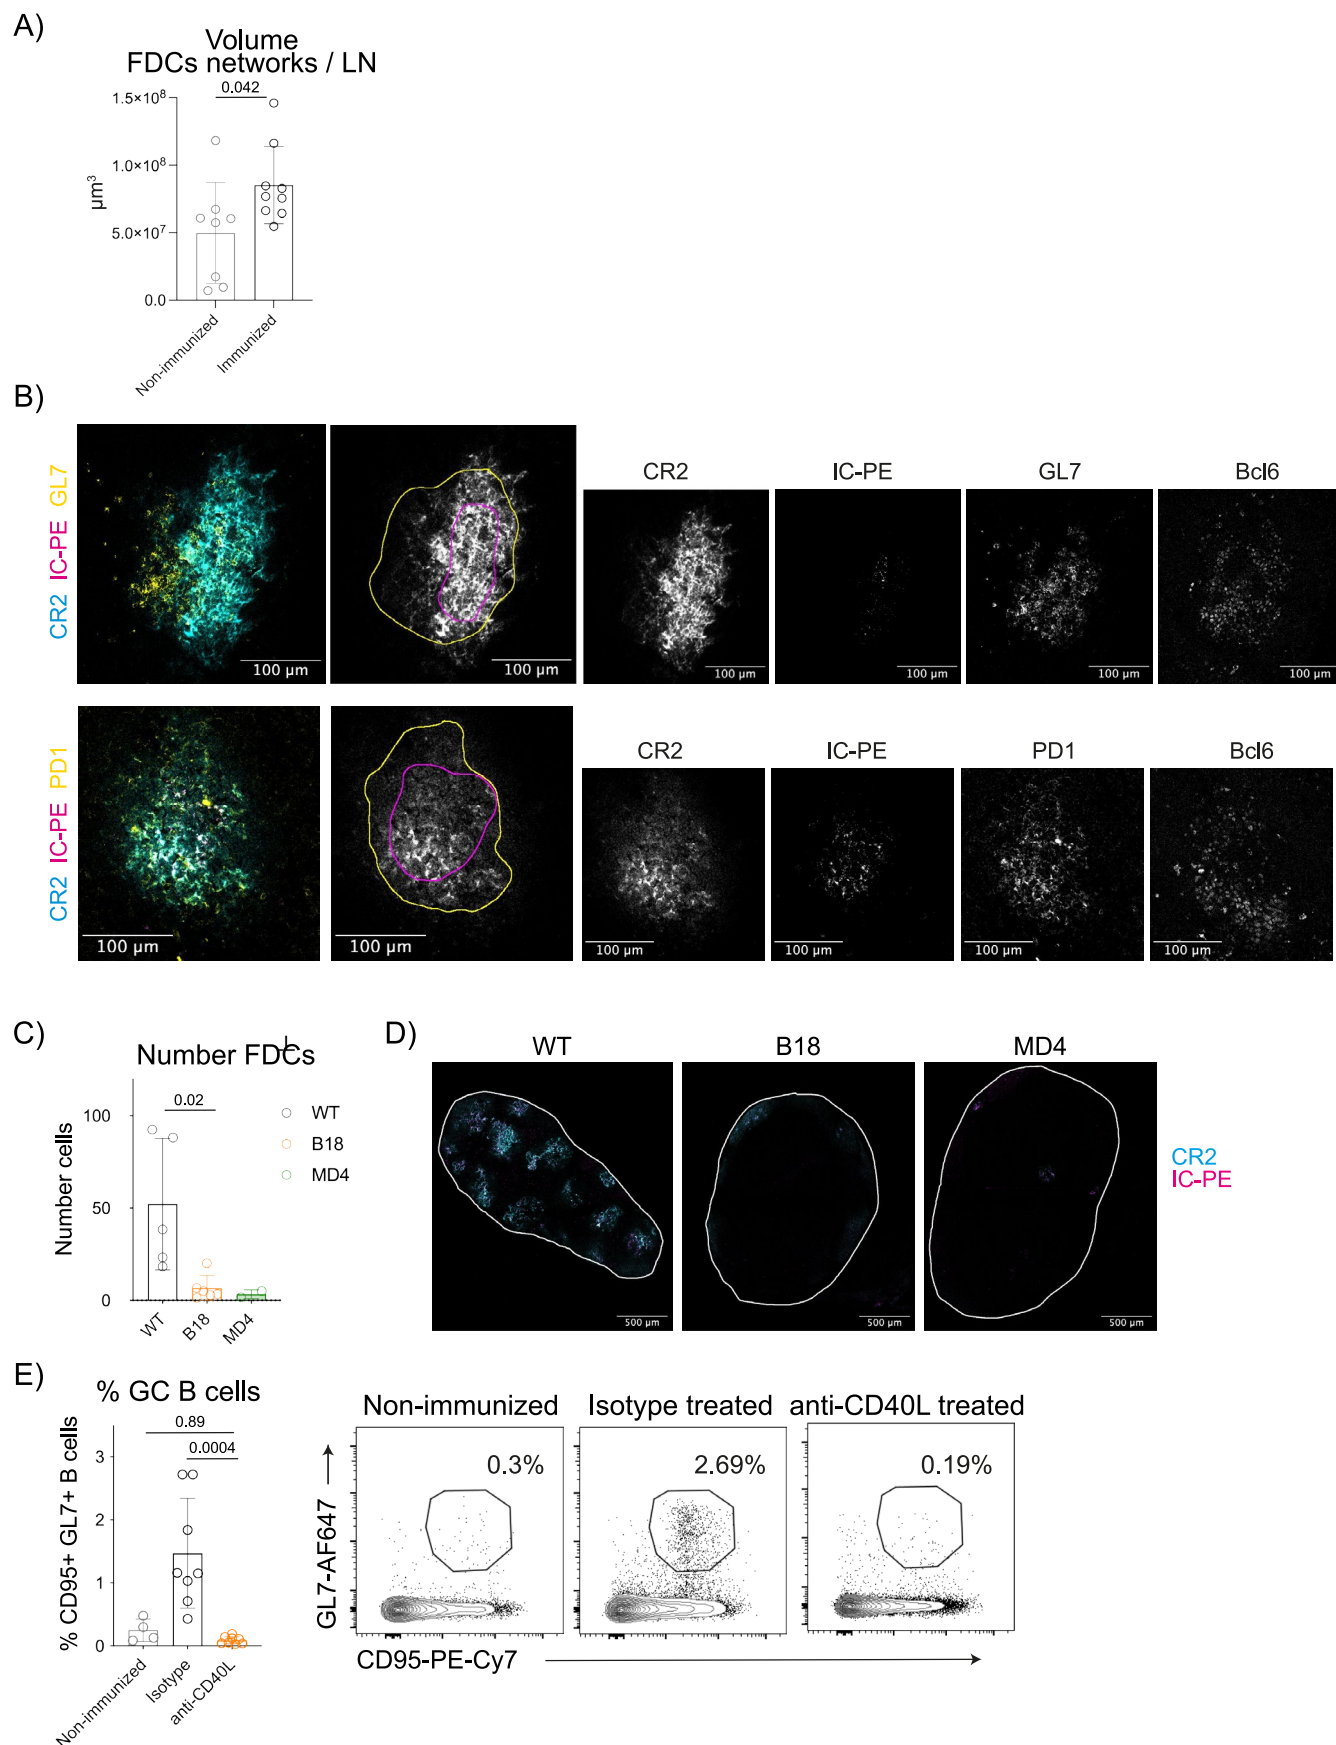 A)
Volume
FDCs networks / LN
0.042
1.5×10⁸
1.0×10⁸
5.0×10⁷
0.0
µm³
Non-immunized
Immunized
B)
CR2 IC-PE GL7
100 µm
100 µm
CR2
100 µm
IC-PE
100 µm
GL7
100 µm
Bcl6
100 µm
CR2 IC-PE PD1
100 µm
100 µm
CR2
100 µm
IC-PE
100 µm
PD1
100 µm
Bcl6
100 µm
C)
Number FDCs
0.02
100
50
0
Number cells
WT
B18
MD4
WT
B18
MD4
D)
WT
B18
MD4
500 µm
500 µm
500 µm
CR2
IC-PE
E)
% GC B cells
0.89
0.0004
3
2
1
0
% CD95+ GL7+ B cells
Non-immunized
Isotype
anti-CD40L
Non-immunized
Isotype treated
anti-CD40L treated
0.3%
2.69%
0.19%
GL7-AF647
CD95-PE-Cy7